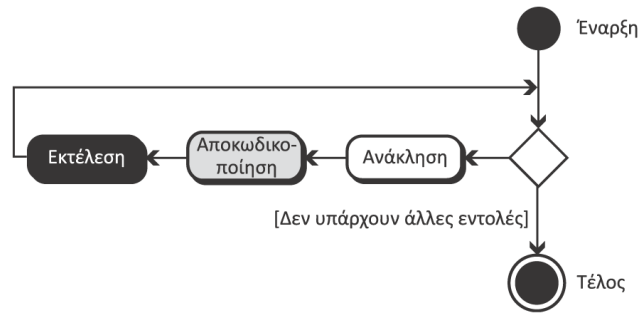 Έναρξη
Εκτέλεση
Αποκωδικο-
ποίηση
Ανάκληση
[Δεν υπάρχουν άλλες εντολές]
Τέλος